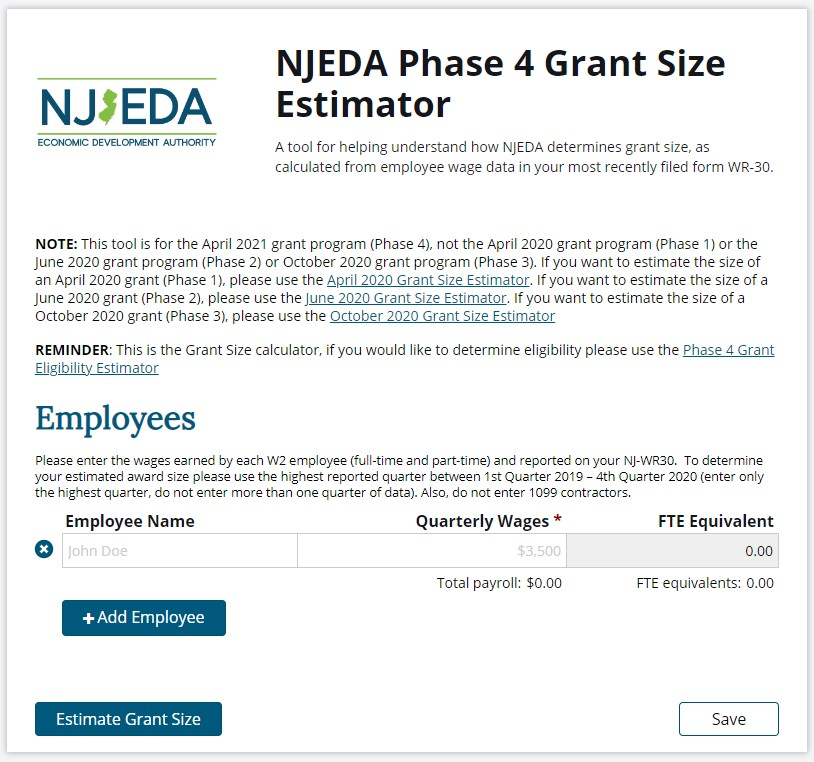 NJEDA
ECONOMIC DEVELOPMENT AUTHORITY
NJEDA Phase 4 Grant Size
Estimator
A tool for helping understand how NJEDA determines grant size, as
calculated from employee wage data in your most recently filed form WR-30.
NOTE: This tool is for the April 2021 grant program (Phase 4), not the April 2020 grant program (Phase 1) or the
June 2020 grant program (Phase 2) or October 2020 grant program (Phase 3). If you want to estimate the size of
an April 2020 grant (Phase 1), please use the April 2020 Grant Size Estimator. If you want to estimate the size of a
June 2020 grant (Phase 2), please use the June 2020 Grant Size Estimator. If you want to estimate the size of a
October 2020 grant (Phase 3), please use the October 2020 Grant Size Estimator
REMINDER: This is the Grant Size calculator, if you would like to determine eligibility please use the Phase 4 Grant
Eligibility Estimator
Employees
Please enter the wages earned by each W2 employee (full-time and part-time) and reported on your NJ-WR30. To determine
your estimated award size please use the highest reported quarter between 1st Quarter 2019 – 4th Quarter 2020 (enter only
the highest quarter, do not enter more than one quarter of data). Also, do not enter 1099 contractors.
Employee Name Quarterly Wages * FTE Equivalent
John Doe $3,500 0.00
Total payroll: $0.00 FTE equivalents: 0.00
+ Add Employee
Estimate Grant Size Save